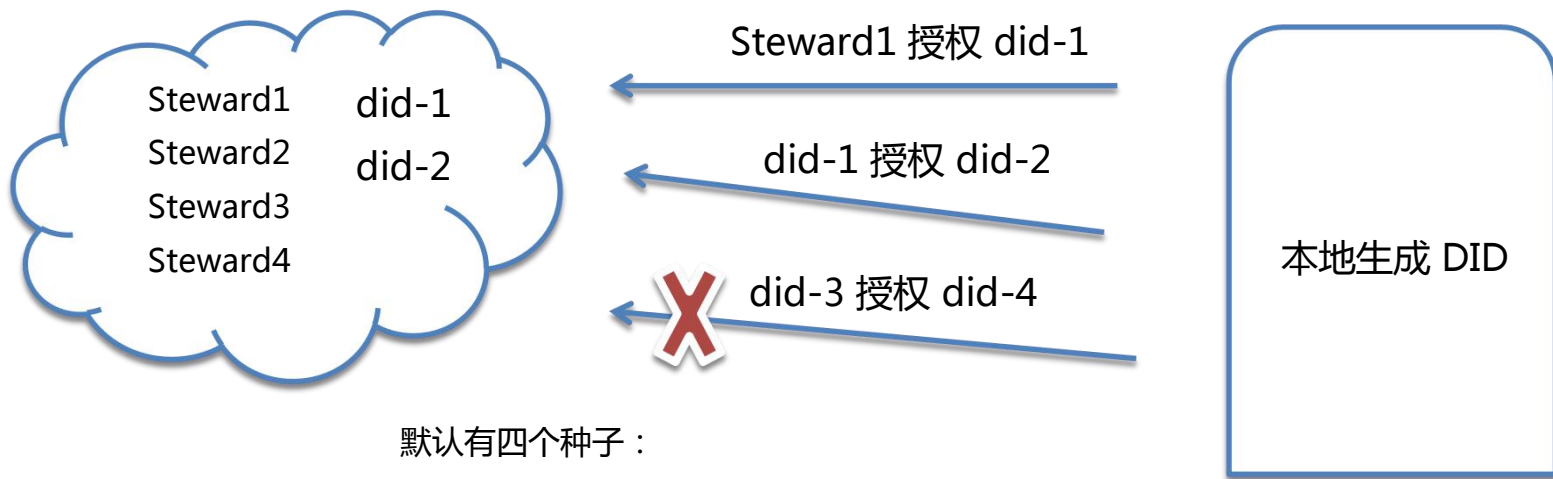 Steward1 授权 did-1
Steward1 did-1
Steward2 did-2
Steward3
Steward4
did-1 授权 did-2
did-3 授权 did-4
本地生成 DID
默认有四个种子：